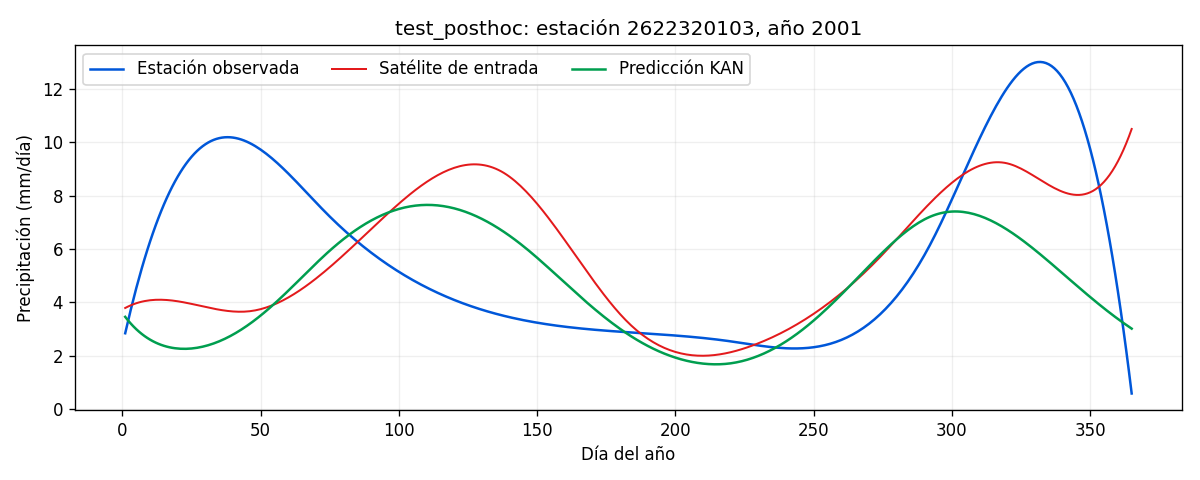 test_posthoc: estación 2622320103, año 2001
Estación observada
Satélite de entrada
Predicción KAN
Precipitación (mm/día)
12
10
8
6
4
2
0
0
50
100
150
200
250
300
350
Día del año